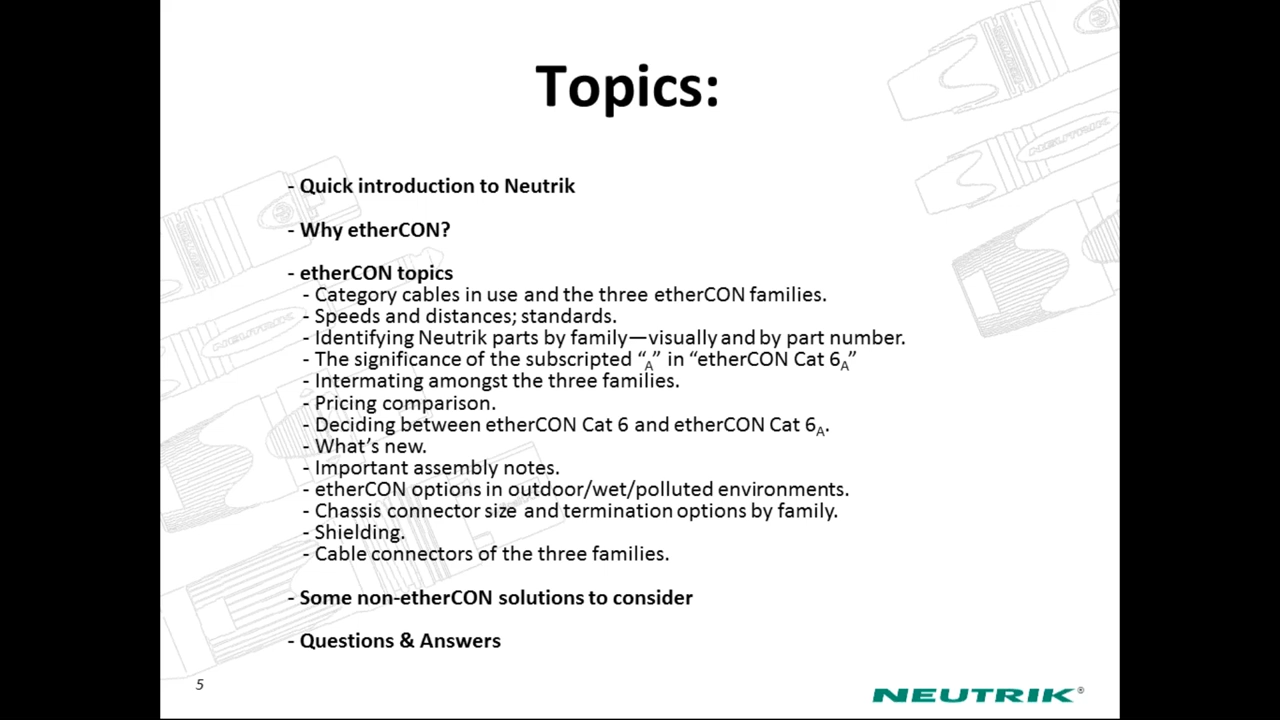 Topics:
- Quick introduction to Neutrik
- Why etherCON?
- etherCON topics
- Category cables in use and the three etherCON families.
- Speeds and distances; standards.
- Identifying Neutrik parts by family—visually and by part number.
- The significance of the subscripted “A” in “etherCON Cat 6A”
- Intermating amongst the three families.
- Pricing comparison.
- Deciding between etherCON Cat 6 and etherCON Cat 6A.
- What’s new.
- Important assembly notes.
- etherCON options in outdoor/wet/polluted environments.
- Chassis connector size and termination options by family.
- Shielding.
- Cable connectors of the three families.
- Some non-etherCON solutions to consider
- Questions & Answers
5
NEUTRIK®
NEUTRIK
NEUTRIK